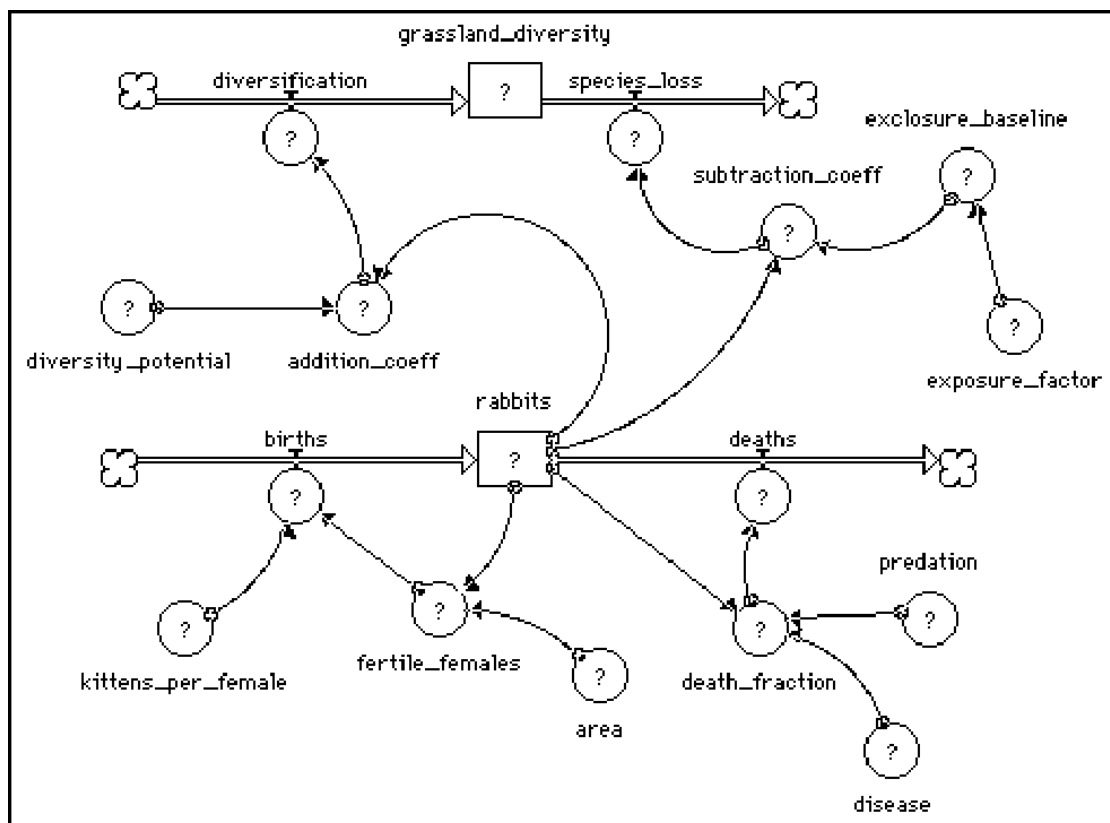 grassland_diversity
diversification
species_loss
?
?
?
exclosure_baseline
?
subtraction_coeff
?
?
diversity_potential
?
addition_coeff
?
exposure_factor
rabbits
births
deaths
?
?
?
predation
?
kittens_per_female
?
fertile_females
?
area
?
death_fraction
?
?
disease